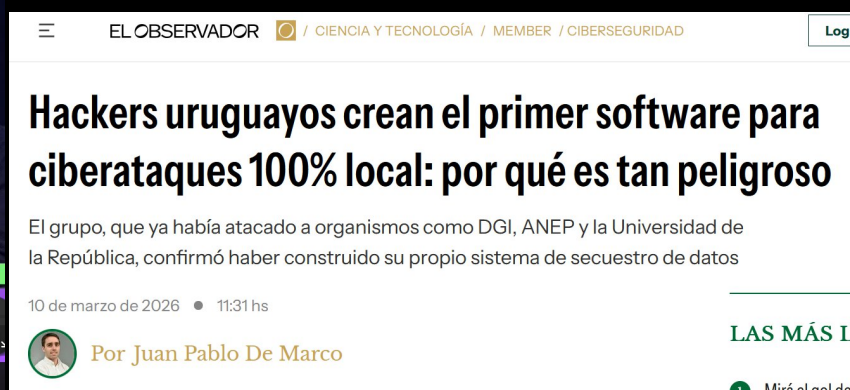 EL OBSERVADOR / CIENCIA Y TECNOLOGÍA / MEMBER / CIBERSEGURIDAD
Log
Hackers uruguayos crean el primer software para
ciberataques 100% local: por qué es tan peligroso
El grupo, que ya había atacado a organismos como DGI, ANEP y la Universidad de
la República, confirmó haber construido su propio sistema de secuestro de datos
10 de marzo de 2026 ● 11:31 hs
Por Juan Pablo De Marco
LAS MÁS L